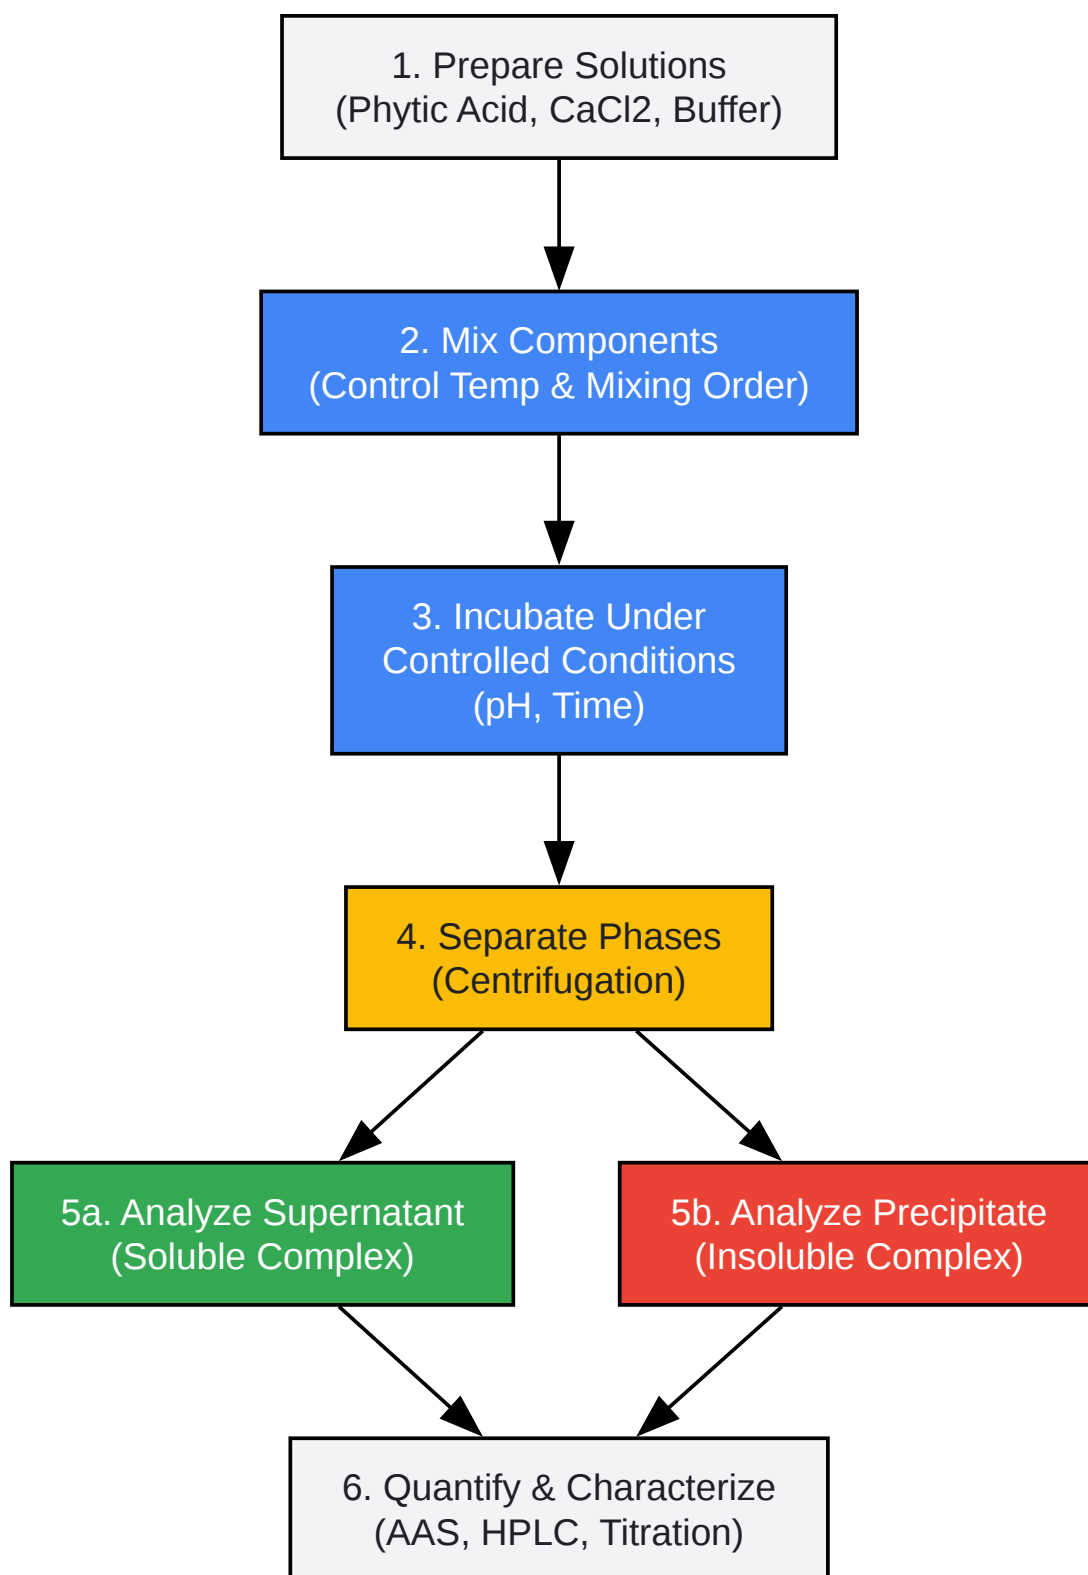 1. Prepare Solutions
(Phytic Acid, CaCl2, Buffer)
2. Mix Components
(Control Temp & Mixing Order)
3. Incubate Under
Controlled Conditions
(pH, Time)
4. Separate Phases
(Centrifugation)
5a. Analyze Supernatant
(Soluble Complex)
5b. Analyze Precipitate
(Insoluble Complex)
6. Quantify & Characterize
(AAS, HPLC, Titration)